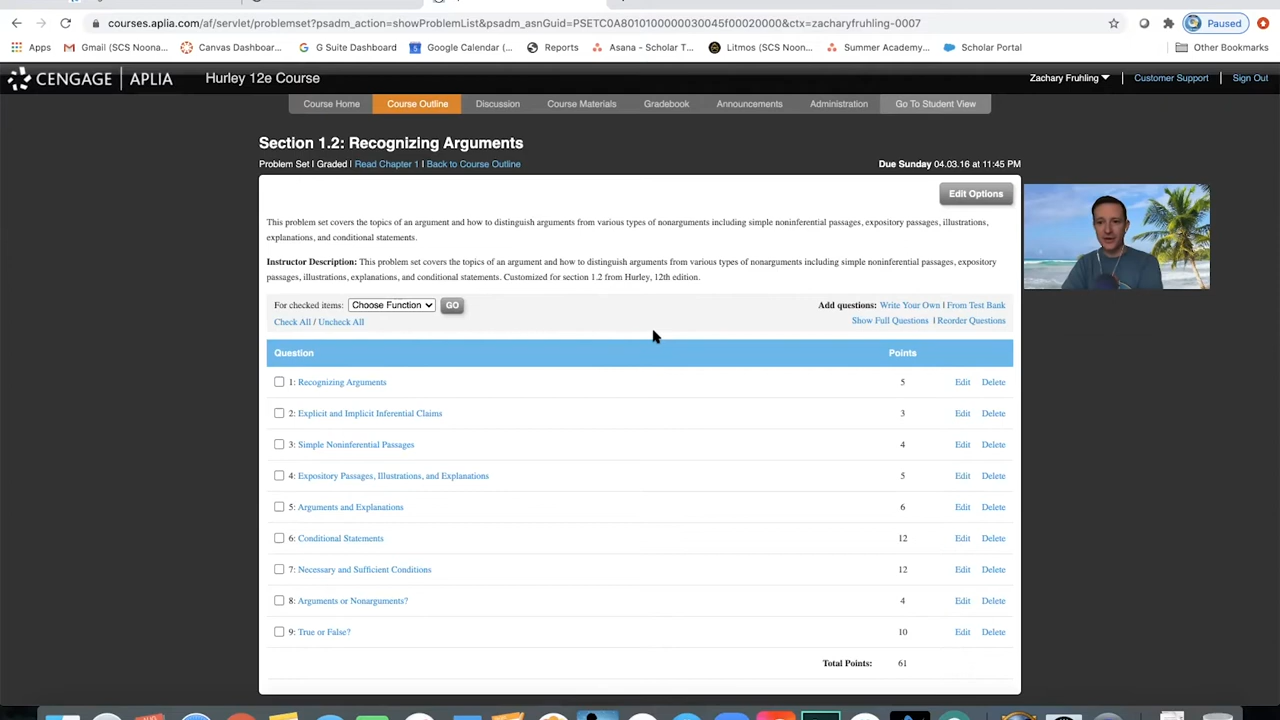 courses.aplia.com/af/servlet/problemset?psadm_action=showProblemList&psadm_asnGuid=PSETC0A8010100000030045f0f0020000&ctx=zacharyfruhling-0007
Paused
Apps Gmail (SCS Noona... Canvas Dashboar... G Suite Dashboard Google Calendar (... Reports Asana - Scholar T... Litmos (SCS Noon... Summer Academy... Scholar Portal Other Bookmarks
CENGAGE | APLIA Hurley 12e Course Zachary Fruhling Customer Support Sign Out
Course Home Course Outline Discussion Course Materials Gradebook Announcements Administration Go To Student View
Section 1.2: Recognizing Arguments
Problem Set | Graded | Read Chapter 1 | Back to Course Outline Due Sunday 04.03.16 at 11:45 PM
Edit Options
This problem set covers the topics of an argument and how to distinguish arguments from various types of nonarguments including simple noninferential passages, expository passages, illustrations,
explanations, and conditional statements.
Instructor Description: This problem set covers the topics of an argument and how to distinguish arguments from various types of nonarguments including simple noninferential passages, expository
passages, illustrations, explanations, and conditional statements. Customized for section 1.2 from Hurley, 12th edition.
For checked items: Choose Function GO Add questions: Write Your Own | From Test Bank
Check All / Uncheck All Show Full Questions | Reorder Questions
Question Points
1: Recognizing Arguments 5 Edit Delete
2: Explicit and Implicit Inferential Claims 3 Edit Delete
3: Simple Noninferential Passages 4 Edit Delete
4: Expository Passages, Illustrations, and Explanations 5 Edit Delete
5: Arguments and Explanations 6 Edit Delete
6: Conditional Statements 12 Edit Delete
7: Necessary and Sufficient Conditions 12 Edit Delete
8: Arguments or Nonarguments? 4 Edit Delete
9: True or False? 10 Edit Delete
Total Points: 61